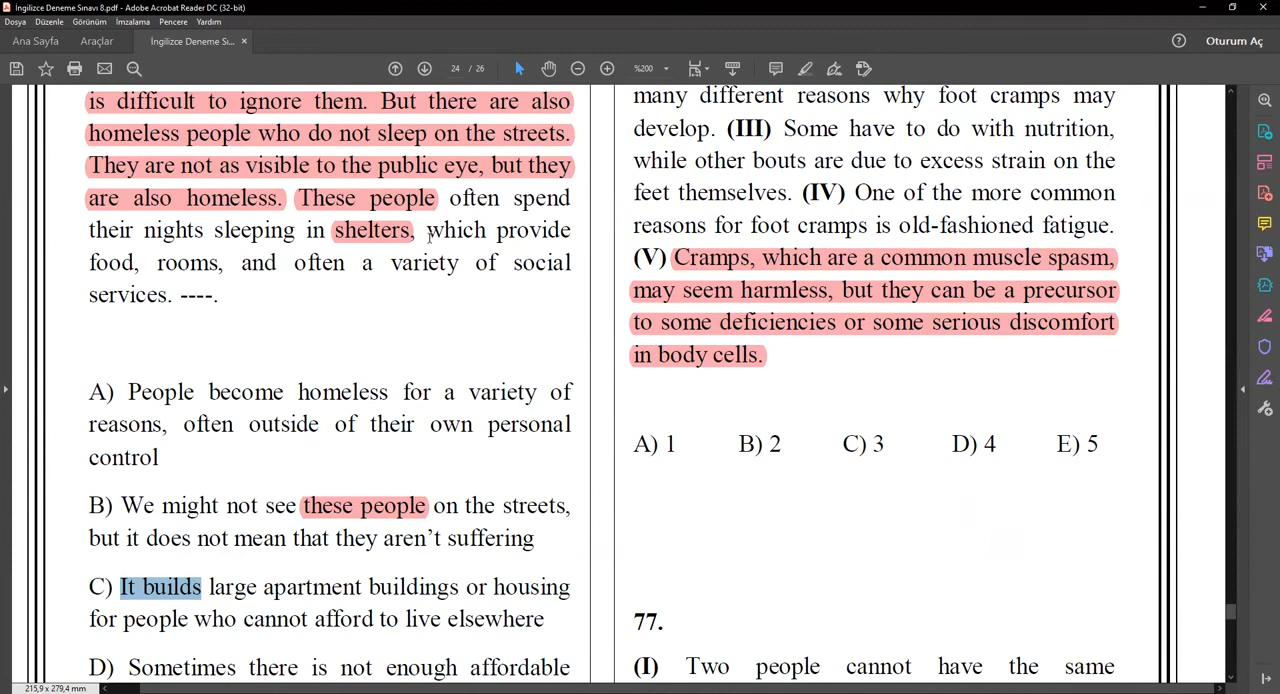 İngilizce Deneme Sınavı 8.pdf - Adobe Acrobat Reader DC (32-bit)
Dosya Düzenle Görünüm İmzalama Pencere Yardım
Ana Sayfa Araçlar İngilizce Deneme Sı... × Oturum Aç
24 / 26 %200
is difficult to ignore them. But there are also
homeless people who do not sleep on the streets.
They are not as visible to the public eye, but they
are also homeless. These people often spend
their nights sleeping in shelters, which provide
food, rooms, and often a variety of social
services. ----.
A) People become homeless for a variety of
reasons, often outside of their own personal
control
B) We might not see these people on the streets,
but it does not mean that they aren’t suffering
C) It builds large apartment buildings or housing
for people who cannot afford to live elsewhere
D) Sometimes there is not enough affordable
many different reasons why foot cramps may
develop. (III) Some have to do with nutrition,
while other bouts are due to excess strain on the
feet themselves. (IV) One of the more common
reasons for foot cramps is old-fashioned fatigue.
(V) Cramps, which are a common muscle spasm,
may seem harmless, but they can be a precursor
to some deficiencies or some serious discomfort
in body cells.
A) 1 B) 2 C) 3 D) 4 E) 5
77.
(I) Two people cannot have the same
215,9 x 279,4 mm